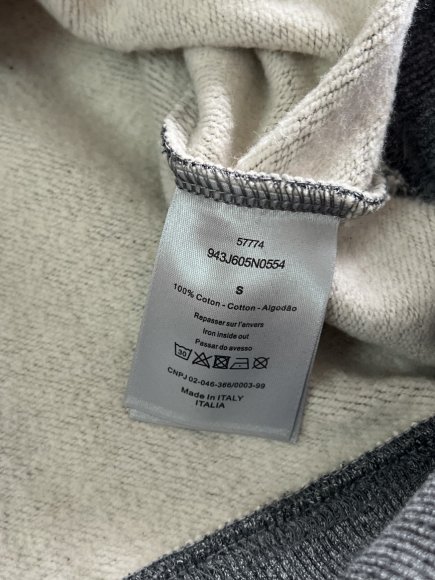 57774
943J605N0554
S
100% Coton - Cotton - Algodão
Repasser sur l'envers
Iron inside out
Passar do avesso
30
CNPJ 02-046-366/0003-99
Made in ITALY
ITALIA